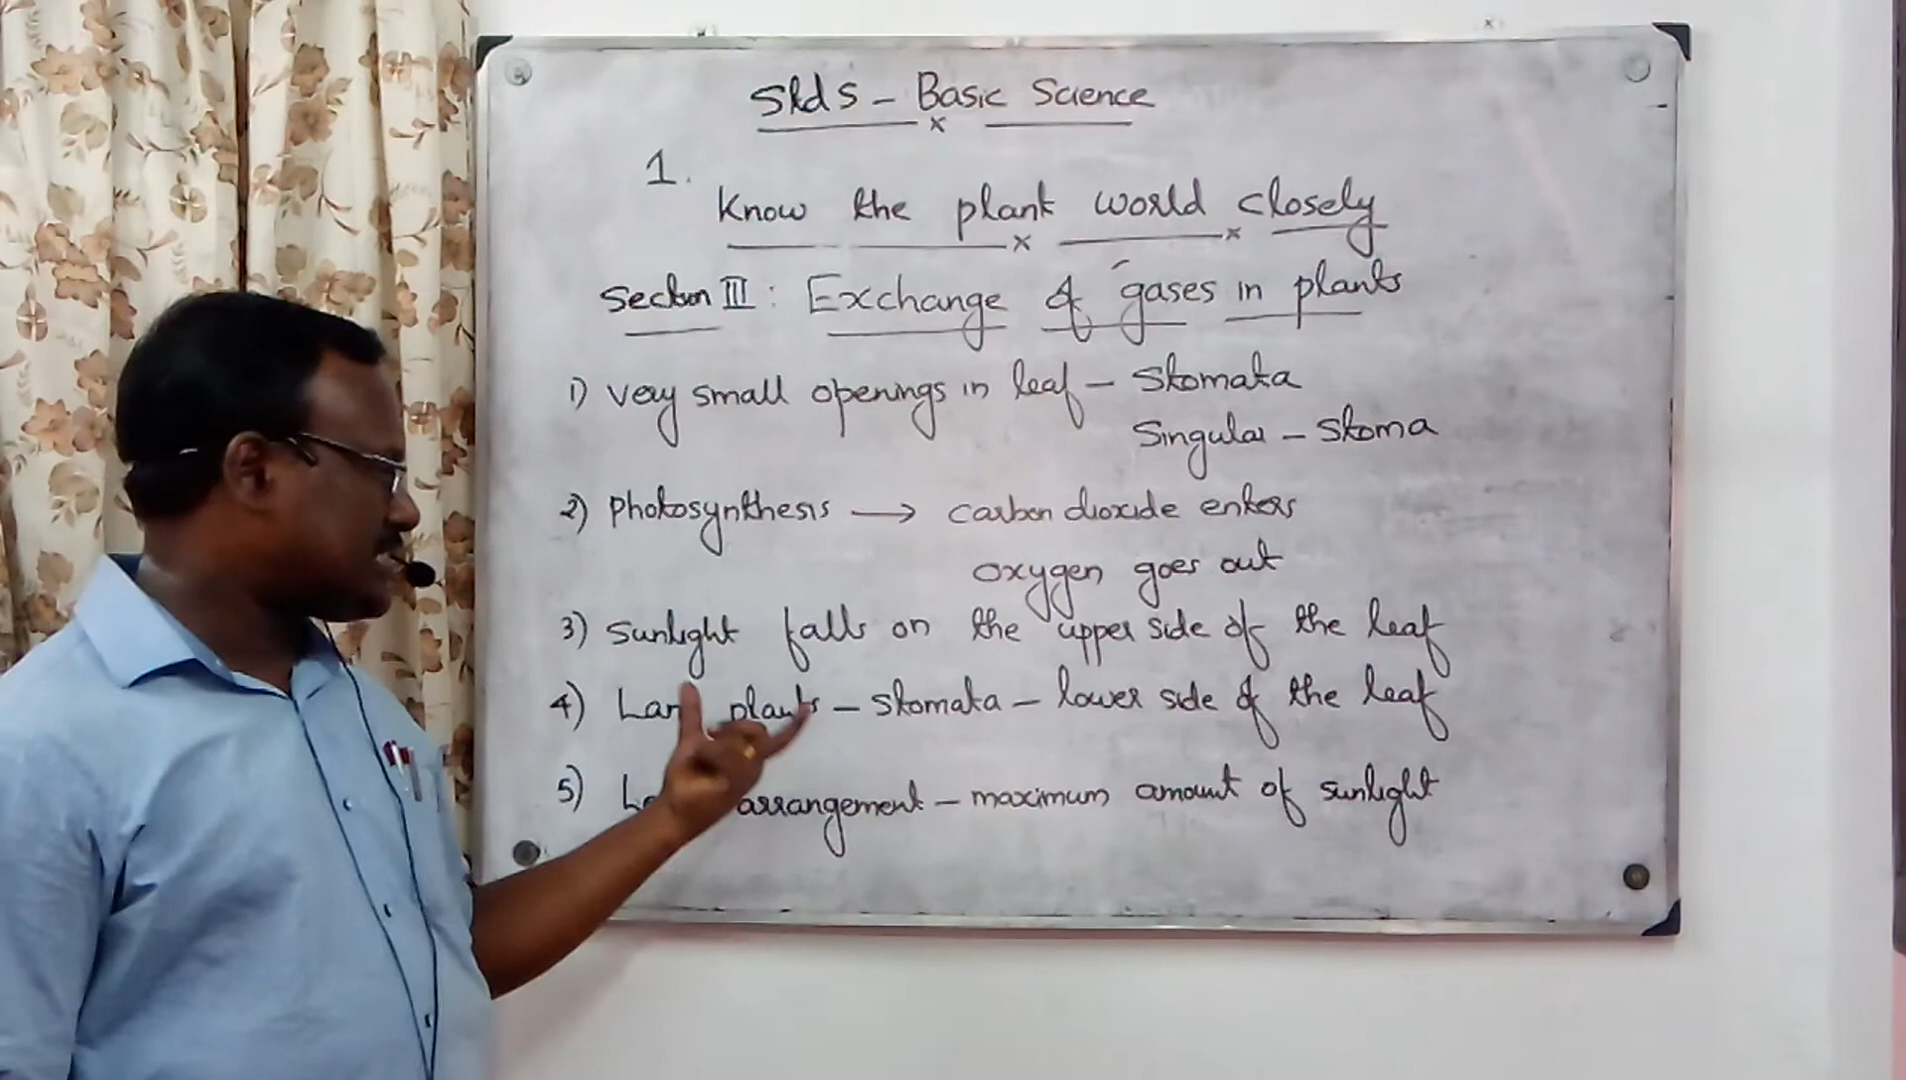 Std 5 - Basic Science
1.
Know the plant world closely
Section III : Exchange of gases in plants
1) very small openings in leaf - Stomata
Singular - Stoma
2) photosynthesis → carbon dioxide enters
oxygen goes out
3) Sunlight falls on the upper side of the leaf
4) plants - Stomata - lower side of the leaf
5) arrangement - maximum amount of sunlight